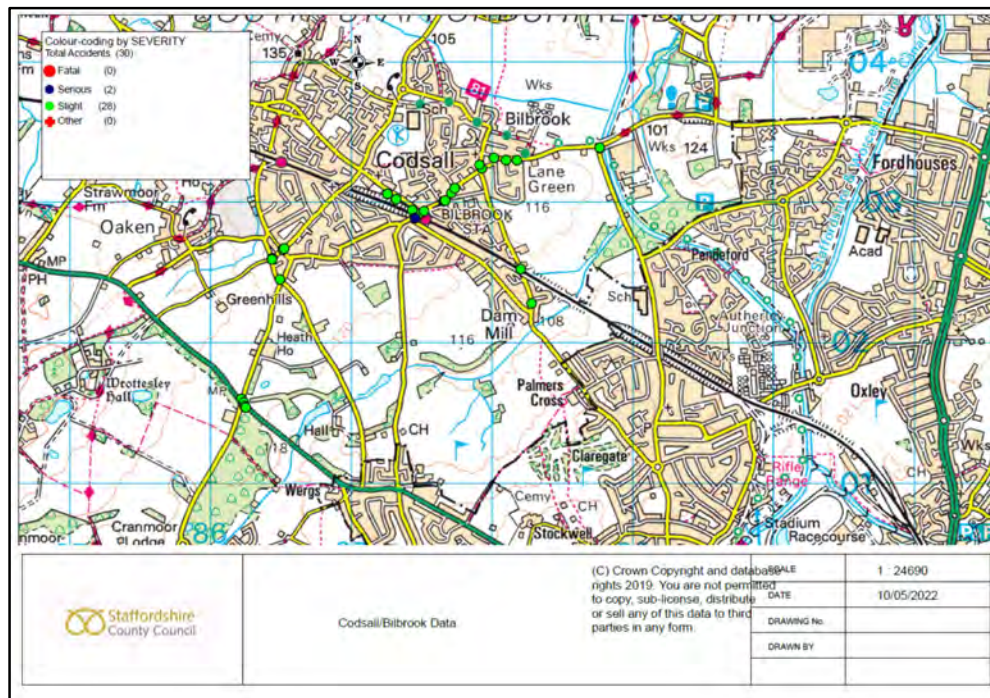 Colour-coding by SEVERITY
Total Accidents (30)
Fatal (0)
Serious (2)
Slight (28)
Other (0)
Cemy
135
105
N
W E
S
81
Wks
04
Bilbrook
Codsall
101
Wks
124
Fordhouses
Lane
Green
Strawmoor
Fm
Ho
Oaken
116
03
BILBROOK
STA
MP
PH
Acad
Pendeford
Greenhills
Sch
Dam
Mill
108
Autherley
Junction
02
116
Heath
Ho
Wks
Wrottesley
Hall
MP
Palmers
Cross
Oxley
Hall
CH
118
Claregate
Rifle
Range
Wks
CH
01
Wergs
Cemy
CH
Cranmoor
Lodge
86
Stockwell
Stadium
Racecourse
Staffordshire
County Council
Codsall/Bilbrook Data
(C) Crown Copyright and database
rights 2019. You are not permitted
to copy, sub-license, distribute
or sell any of this data to third
parties in any form.
SCALE 1 : 24690
DATE 10/05/2022
DRAWING No.
DRAWN BY